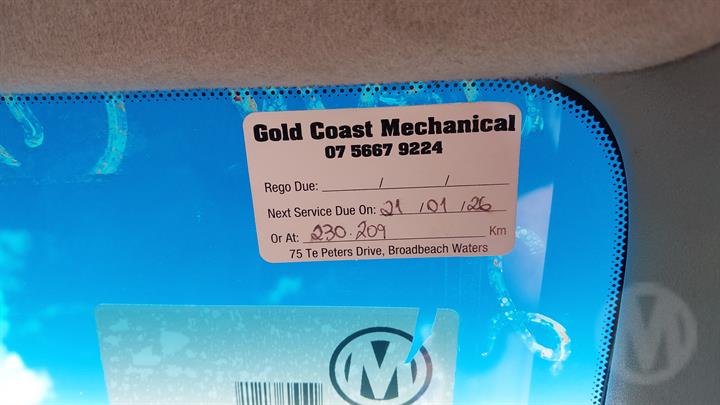 Gold Coast Mechanical
07 5667 9224
Rego Due: / /
Next Service Due On: 21 / 01 / 26
Or At: 230.209 Km
75 Te Peters Drive, Broadbeach Waters
M
M